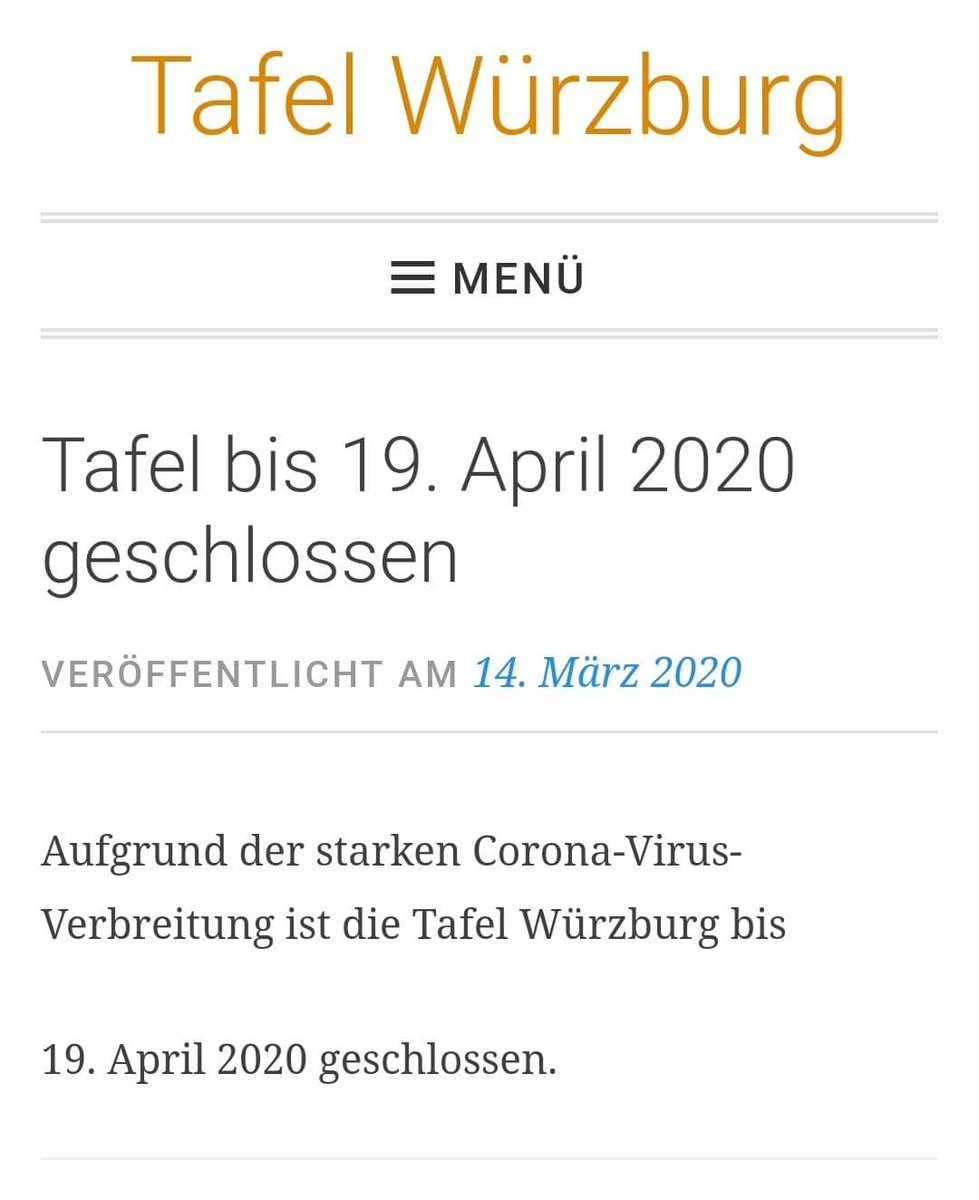 Tafel Würzburg
MENÜ
Tafel bis 19. April 2020
geschlossen
VERÖFFENTLICHT AM 14. März 2020
Aufgrund der starken Corona-Virus-
Verbreitung ist die Tafel Würzburg bis
19. April 2020 geschlossen.